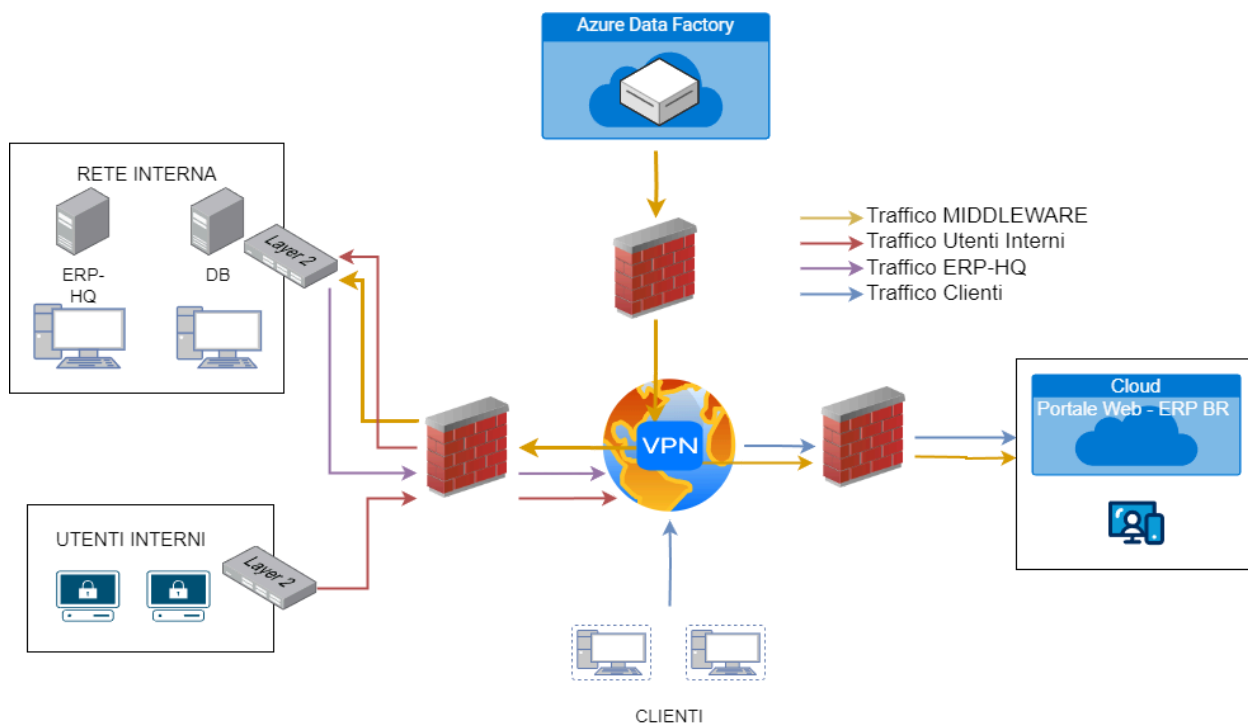 Azure Data Factory
RETE INTERNA
Layer 2
ERP-
HQ
DB
Traffico MIDDLEWARE
Traffico Utenti Interni
Traffico ERP-HQ
Traffico Clienti
Cloud
Portale Web - ERP BR
VPN
UTENTI INTERNI
Layer 2
CLIENTI